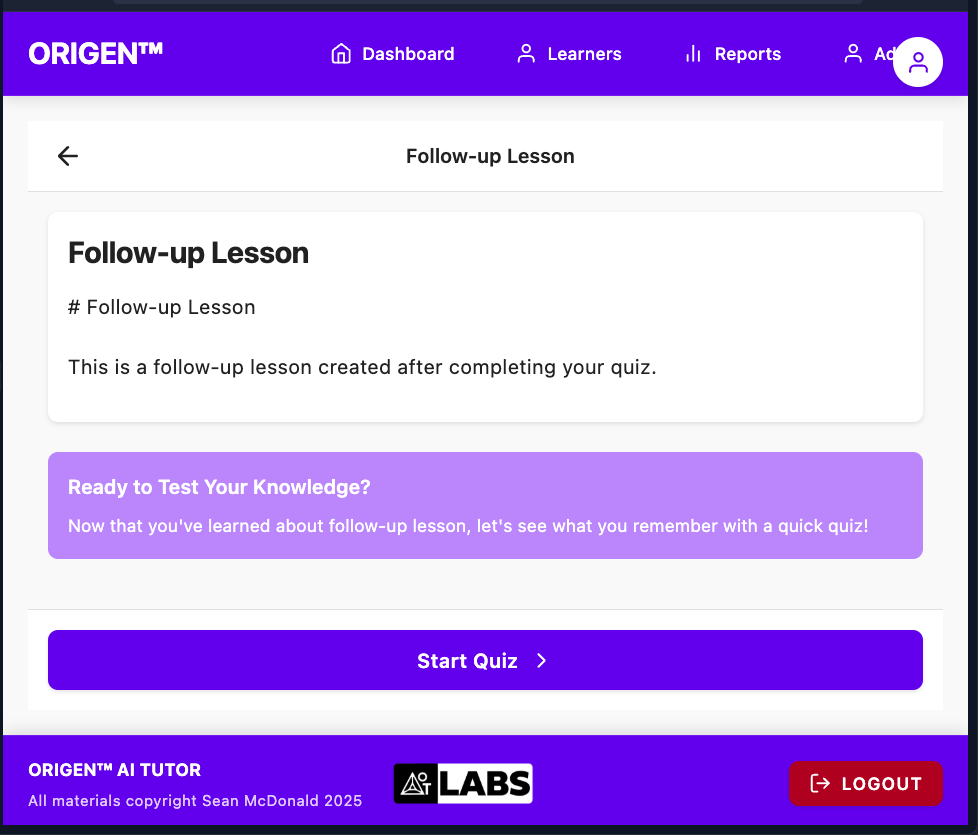 ORIGEN™
Dashboard
Learners
Reports
Follow-up Lesson
Follow-up Lesson
# Follow-up Lesson
This is a follow-up lesson created after completing your quiz.
Ready to Test Your Knowledge?
Now that you've learned about follow-up lesson, let's see what you remember with a quick quiz!
Start Quiz
ORIGEN™ AI TUTOR
All materials copyright Sean McDonald 2025
LABS
LOGOUT